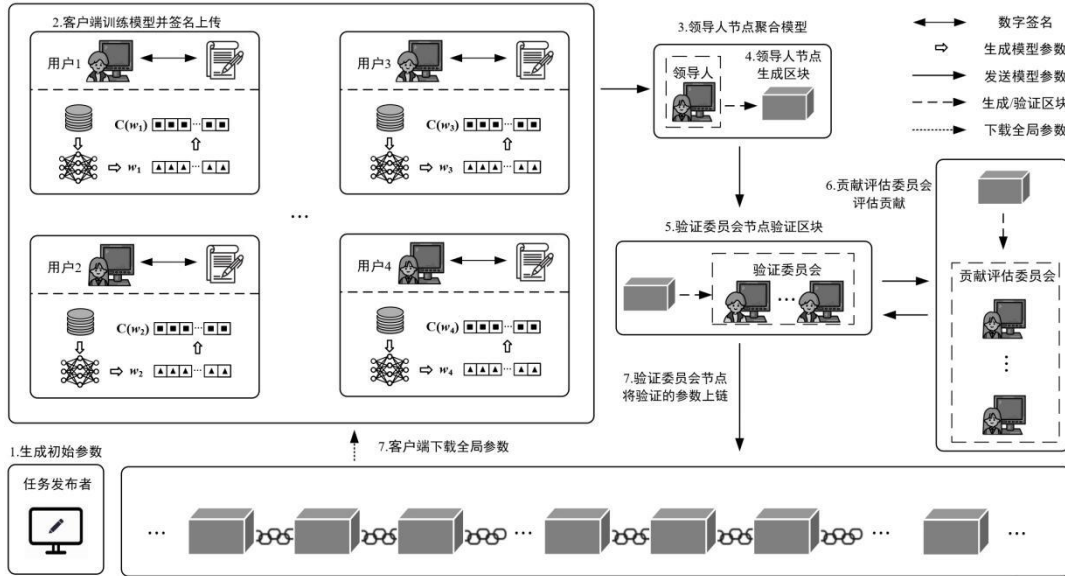 2.客户端训练模型并签名上传
用户1
C(w₁)
···
w₁
···
用户3
C(w₃)
···
w₃
···
···
用户2
C(w₂)
···
w₂
···
用户4
C(w₄)
···
w₄
···
3.领导人节点聚合模型
领导人
4.领导人节点
生成区块
数字签名
生成模型参数
发送模型参数
生成/验证区块
下载全局参数
5.验证委员会节点验证区块
验证委员会
···
6.贡献评估委员会
评估贡献
贡献评估委员会
7.验证委员会节点
将验证的参数上链
7.客户端下载全局参数
1.生成初始参数
任务发布者
··· ··· ··· ···